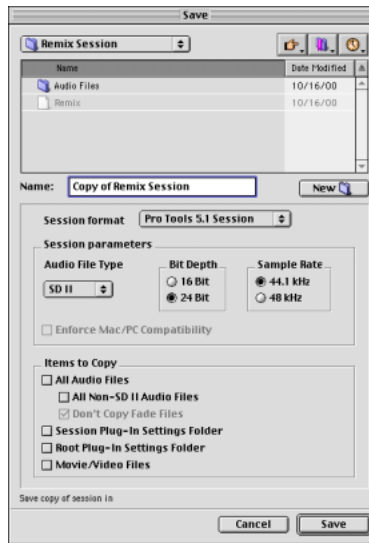 Save
Remix Session
Name Date Modified
Audio Files 10/16/00
Remix 10/16/00
Name: Copy of Remix Session New
Session format Pro Tools 5.1 Session
Session parameters
Audio File Type Bit Depth Sample Rate
SD II 16 Bit 44.1 kHz
24 Bit 48 kHz
Enforce Mac/PC Compatibility
Items to Copy
All Audio Files
All Non-SD II Audio Files
Don't Copy Fade Files
Session Plug-In Settings Folder
Root Plug-In Settings Folder
Movie/Video Files
Save copy of session in
Cancel Save